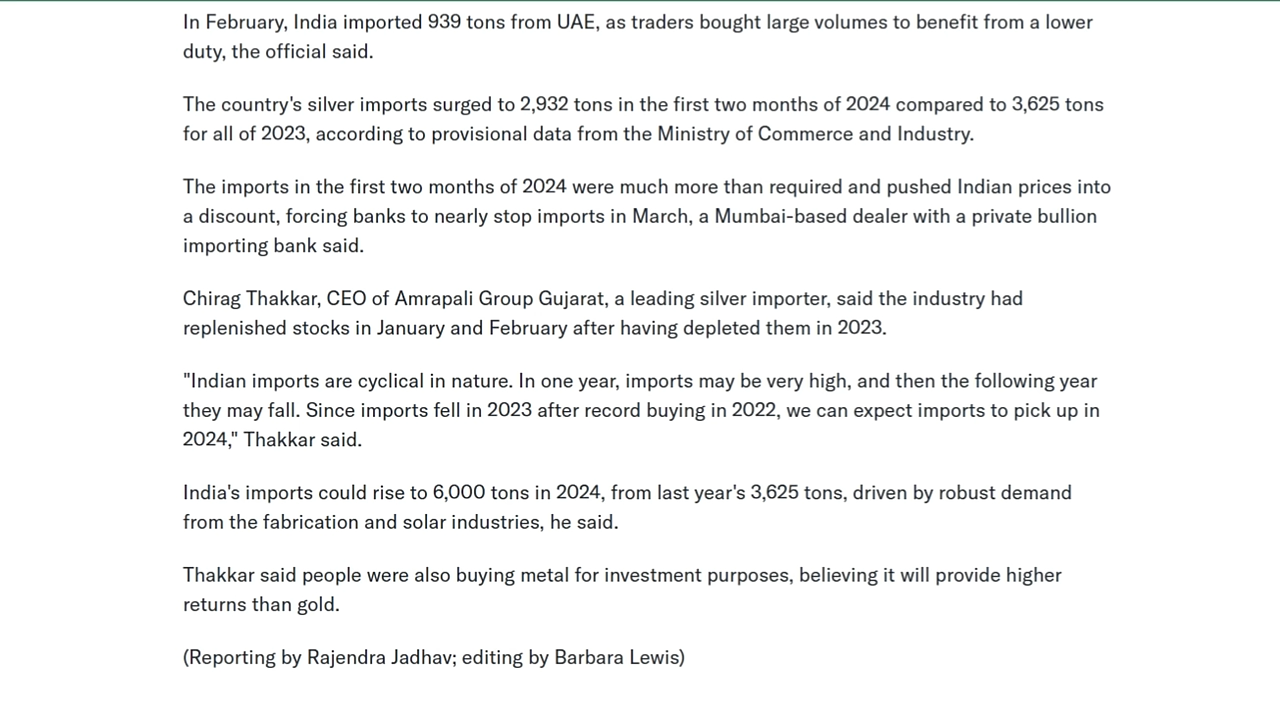 In February, India imported 939 tons from UAE, as traders bought large volumes to benefit from a lower
duty, the official said.
The country's silver imports surged to 2,932 tons in the first two months of 2024 compared to 3,625 tons
for all of 2023, according to provisional data from the Ministry of Commerce and Industry.
The imports in the first two months of 2024 were much more than required and pushed Indian prices into
a discount, forcing banks to nearly stop imports in March, a Mumbai-based dealer with a private bullion
importing bank said.
Chirag Thakkar, CEO of Amrapali Group Gujarat, a leading silver importer, said the industry had
replenished stocks in January and February after having depleted them in 2023.
"Indian imports are cyclical in nature. In one year, imports may be very high, and then the following year
they may fall. Since imports fell in 2023 after record buying in 2022, we can expect imports to pick up in
2024," Thakkar said.
India's imports could rise to 6,000 tons in 2024, from last year's 3,625 tons, driven by robust demand
from the fabrication and solar industries, he said.
Thakkar said people were also buying metal for investment purposes, believing it will provide higher
returns than gold.
(Reporting by Rajendra Jadhav; editing by Barbara Lewis)